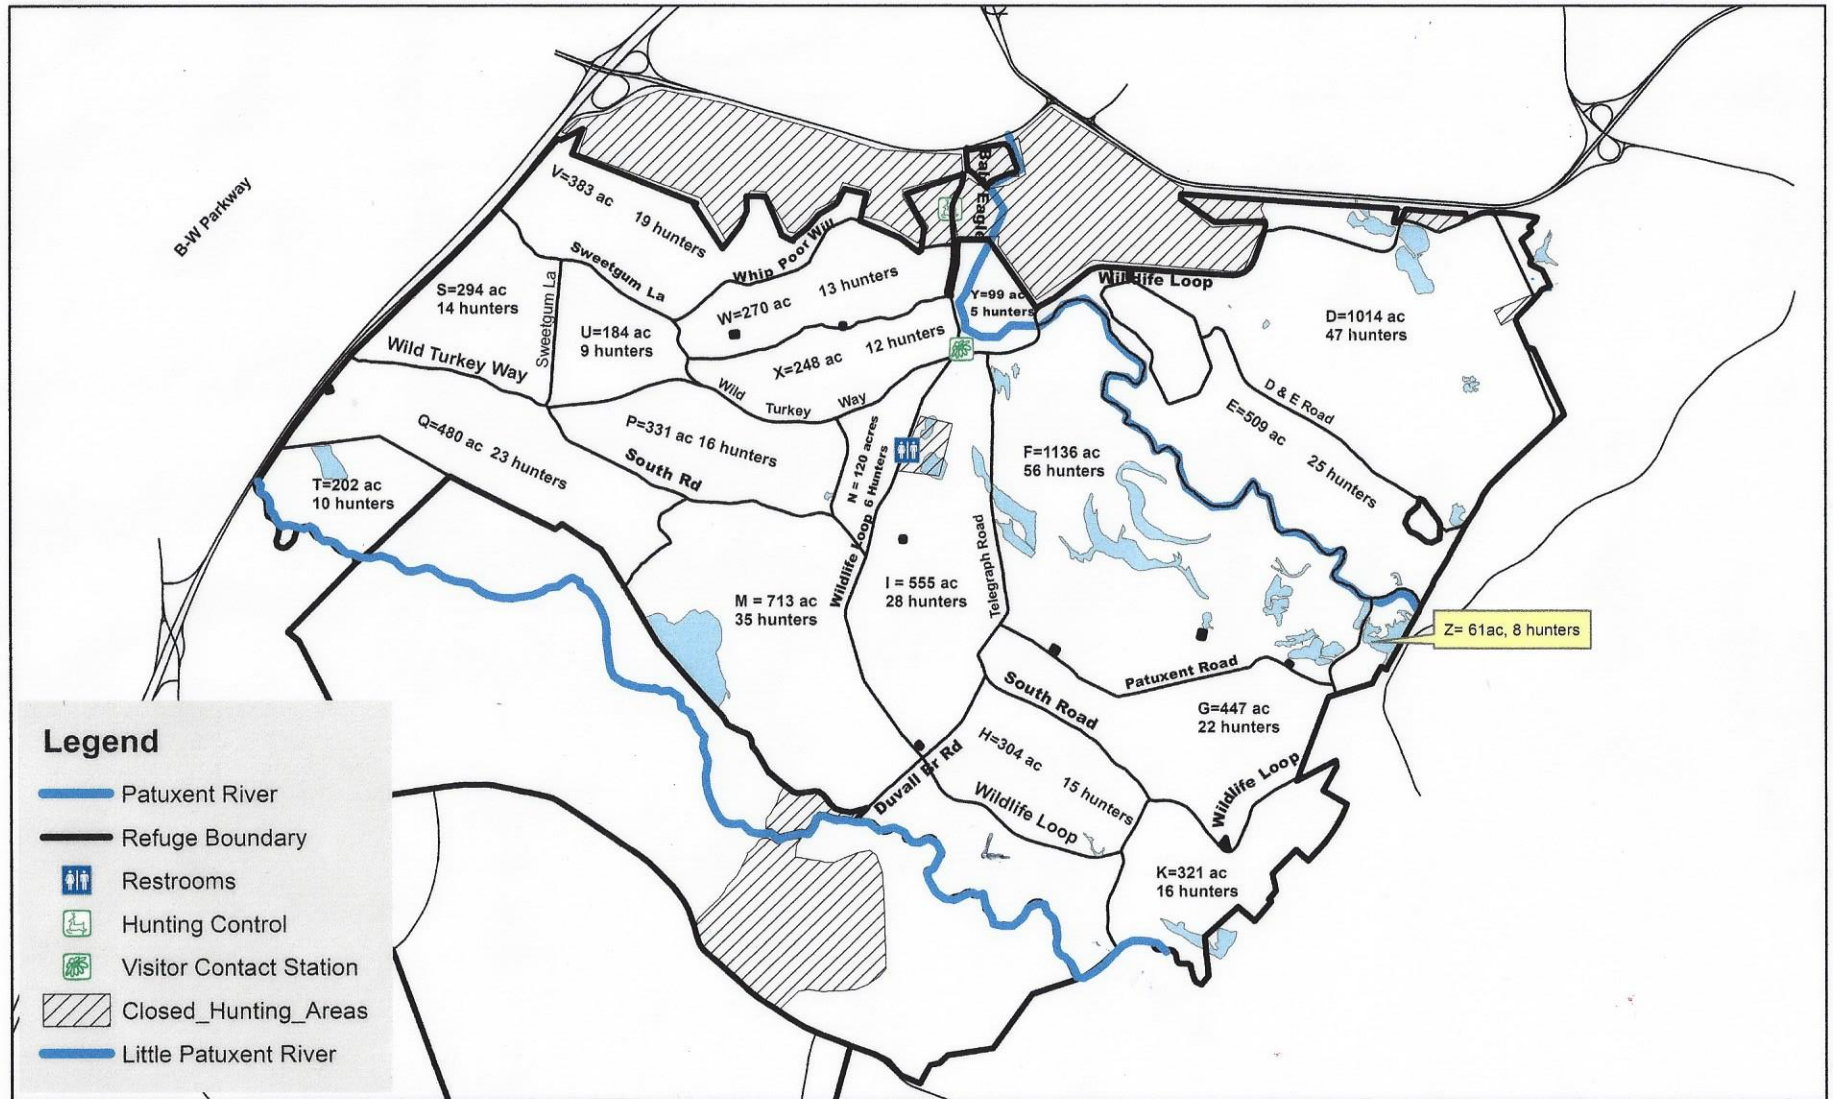 Bald Eagle
V=383 ac
19 hunters
B-W Parkway
Whip Poor Will
Sweetgum La
Wildlife Loop
S=294 ac
14 hunters
Sweetgum La
W=270 ac
13 hunters
Y=99 ac
5 hunters
D=1014 ac
47 hunters
U=184 ac
9 hunters
Wild Turkey Way
X=248 ac
12 hunters
Wild
Turkey
Way
D & E Road
E=509 ac
25 hunters
Q=480 ac
23 hunters
P=331 ac 16 hunters
South Rd
N = 120 acres
6 Hunters
Wildlife Loop
F=1136 ac
56 hunters
T=202 ac
10 hunters
Telegraph Road
M = 713 ac
35 hunters
I = 555 ac
28 hunters
Z= 61ac, 8 hunters
Patuxent Road
South Road
G=447 ac
22 hunters
H=304 ac
15 hunters
Duvall Br Rd
Wildlife Loop
Wildlife Loop
K=321 ac
16 hunters
Legend
Patuxent River
Refuge Boundary
Restrooms
Hunting Control
Visitor Contact Station
Closed_Hunting_Areas
Little Patuxent River